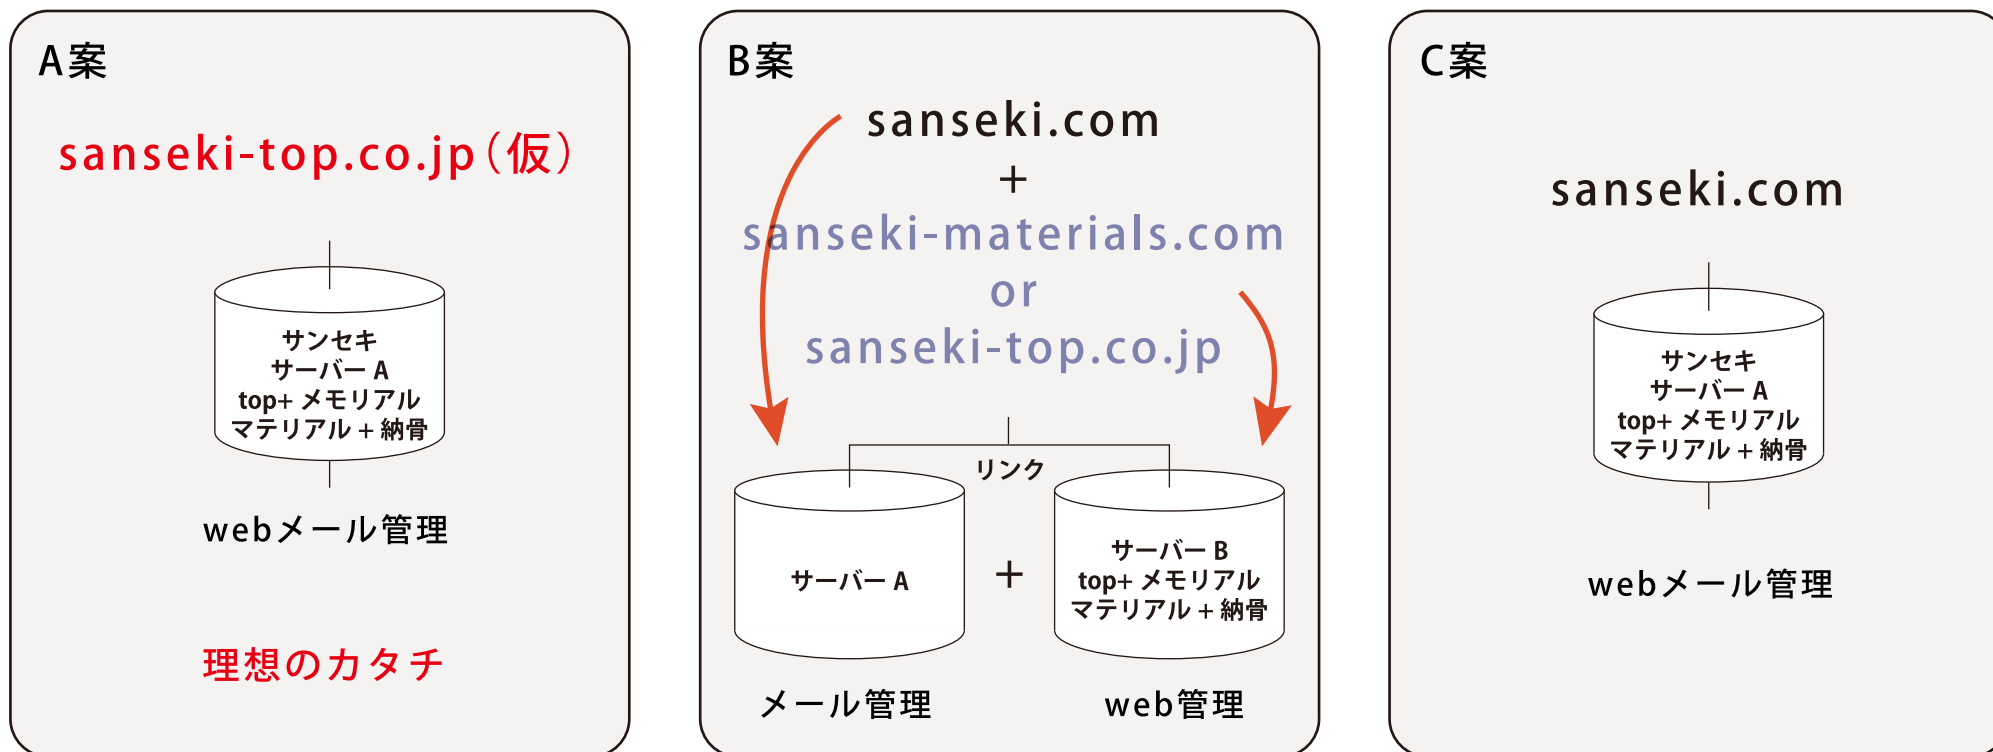 A案
sanseki-top.co.jp（仮）
サンセキ
サーバー A
top+ メモリアル
マテリアル + 納骨
webメール管理
理想のカタチ
B案
sanseki.com
+
sanseki-materials.com
or
sanseki-top.co.jp
リンク
サーバー A
+
サーバー B
top+ メモリアル
マテリアル + 納骨
メール管理
web管理
C案
sanseki.com
サンセキ
サーバー A
top+ メモリアル
マテリアル + 納骨
webメール管理